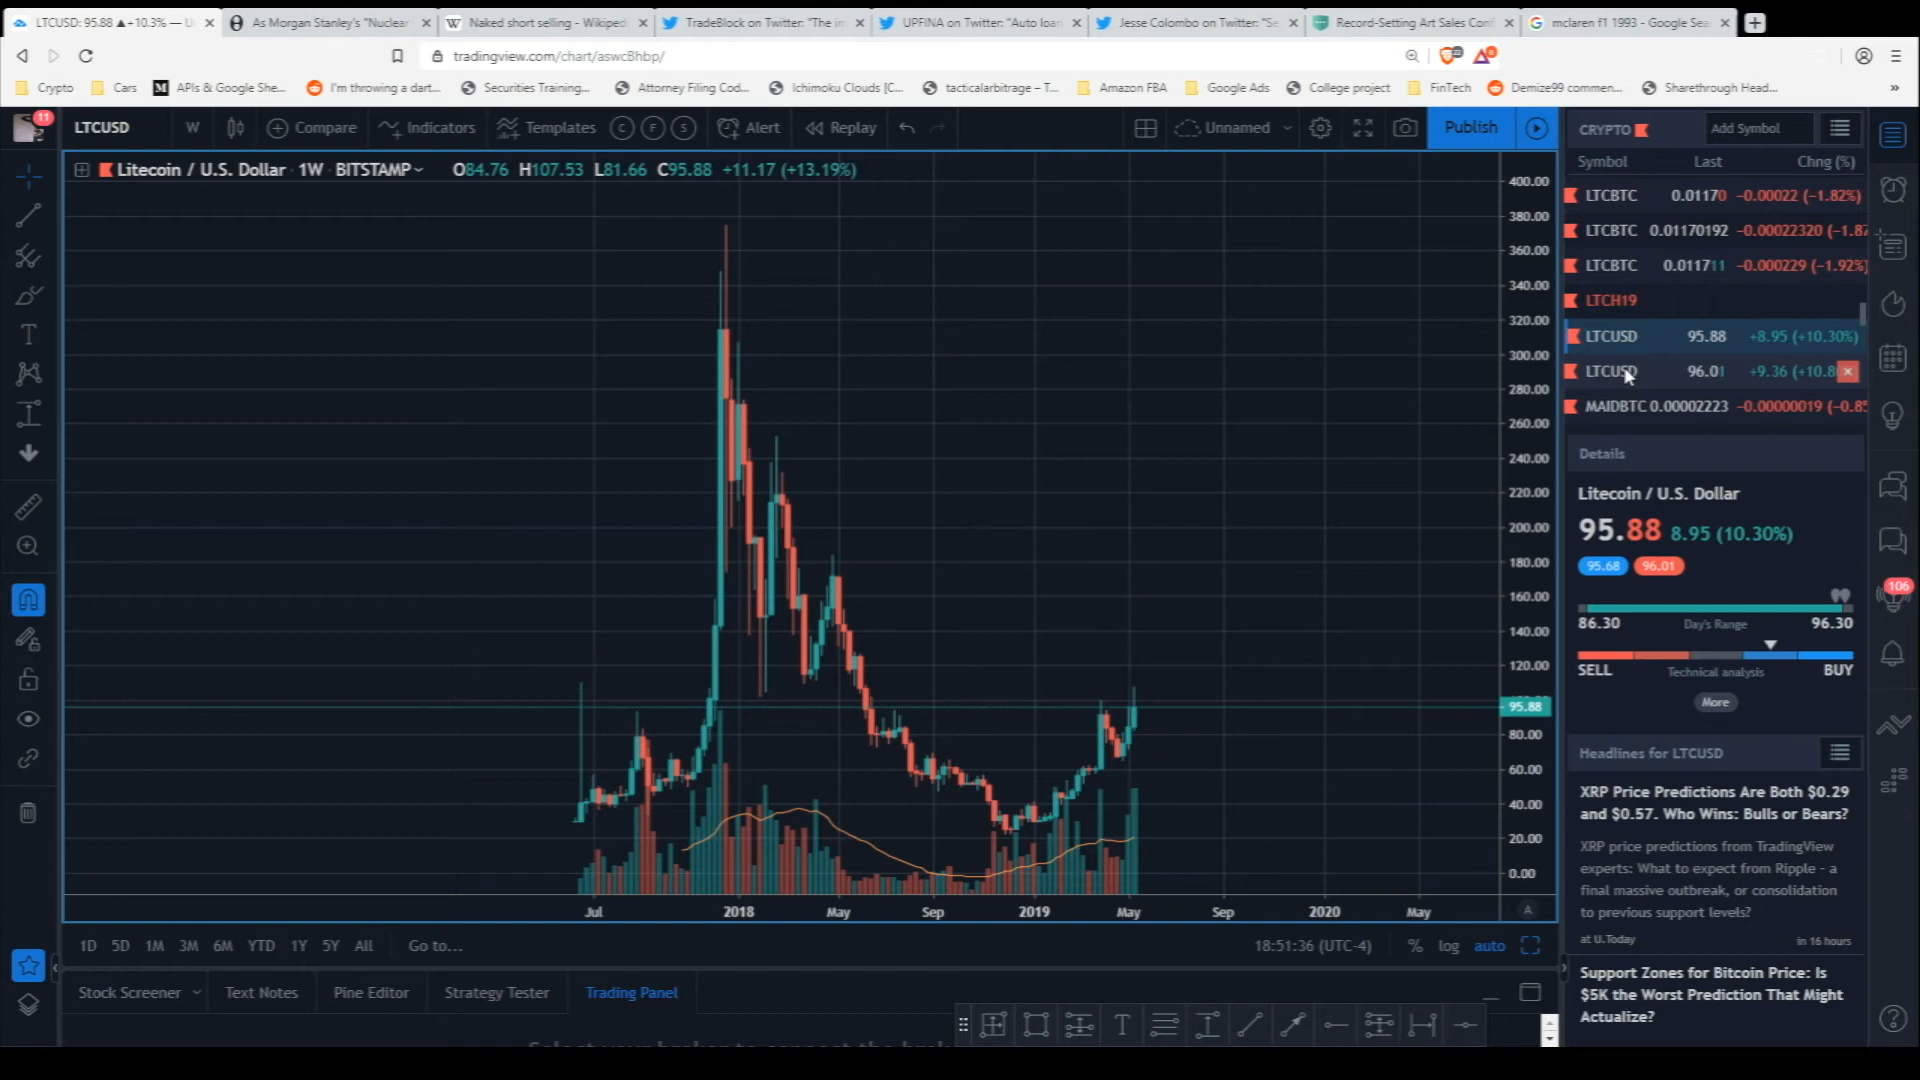 LTCUSD: 95.88 ▲+10.3% — U
As Morgan Stanley's "Nuclear
Naked short selling - Wikiped
TradeBlock on Twitter: "The im
UPFINA on Twitter: "Auto loan
Jesse Colombo on Twitter: "Se
Record-Setting Art Sales Conf
mclaren f1 1993 - Google Sea
tradingview.com/chart/aswcBhbp/
Crypto
Cars
APIs & Google She...
I'm throwing a dart...
Securities Training...
Attorney Filing Cod...
Ichimoku Clouds [C...
tacticalarbitrage – T...
Amazon FBA
Google Ads
College project
FinTech
Demize99 commen...
Sharethrough Head...
11
LTCUSD
W
Compare
Indicators
Templates
C
F
S
Alert
Replay
Unnamed
Publish
CRYPTO
Add Symbol
Symbol Last Chng (%)
Litecoin / U.S. Dollar 1W BITSTAMP O84.76 H107.53 L81.66 C95.88 +11.17 (+13.19%)
LTCBTC 0.01170 −0.00022 (−1.82%)
LTCBTC 0.01170192 −0.00022320 (−1.87
LTCBTC 0.011711 −0.000229 (−1.92%)
LTCH19
LTCUSD 95.88 +8.95 (+10.30%)
LTCUSD 96.01 +9.36 (+10.8
MAIDBTC 0.00002223 −0.00000019 (−0.85
400.00
380.00
360.00
340.00
320.00
300.00
280.00
260.00
240.00
220.00
200.00
180.00
160.00
140.00
120.00
95.88
80.00
60.00
40.00
20.00
0.00
Jul 2018 May Sep 2019 May Sep 2020 May
A
Details
Litecoin / U.S. Dollar
95.88 8.95 (10.30%)
95.68 96.01
86.30 Day's Range 96.30
SELL Technical analysis BUY
More
106
Headlines for LTCUSD
XRP Price Predictions Are Both $0.29
and $0.57. Who Wins: Bulls or Bears?
XRP price predictions from TradingView
experts: What to expect from Ripple - a
final massive outbreak, or consolidation
to previous support levels?
at U.Today in 16 hours
Support Zones for Bitcoin Price: Is
$5K the Worst Prediction That Might
Actualize?
1D 5D 1M 3M 6M YTD 1Y 5Y All Go to...
18:51:36 (UTC-4) % log auto
Stock Screener
Text Notes
Pine Editor
Strategy Tester
Trading Panel